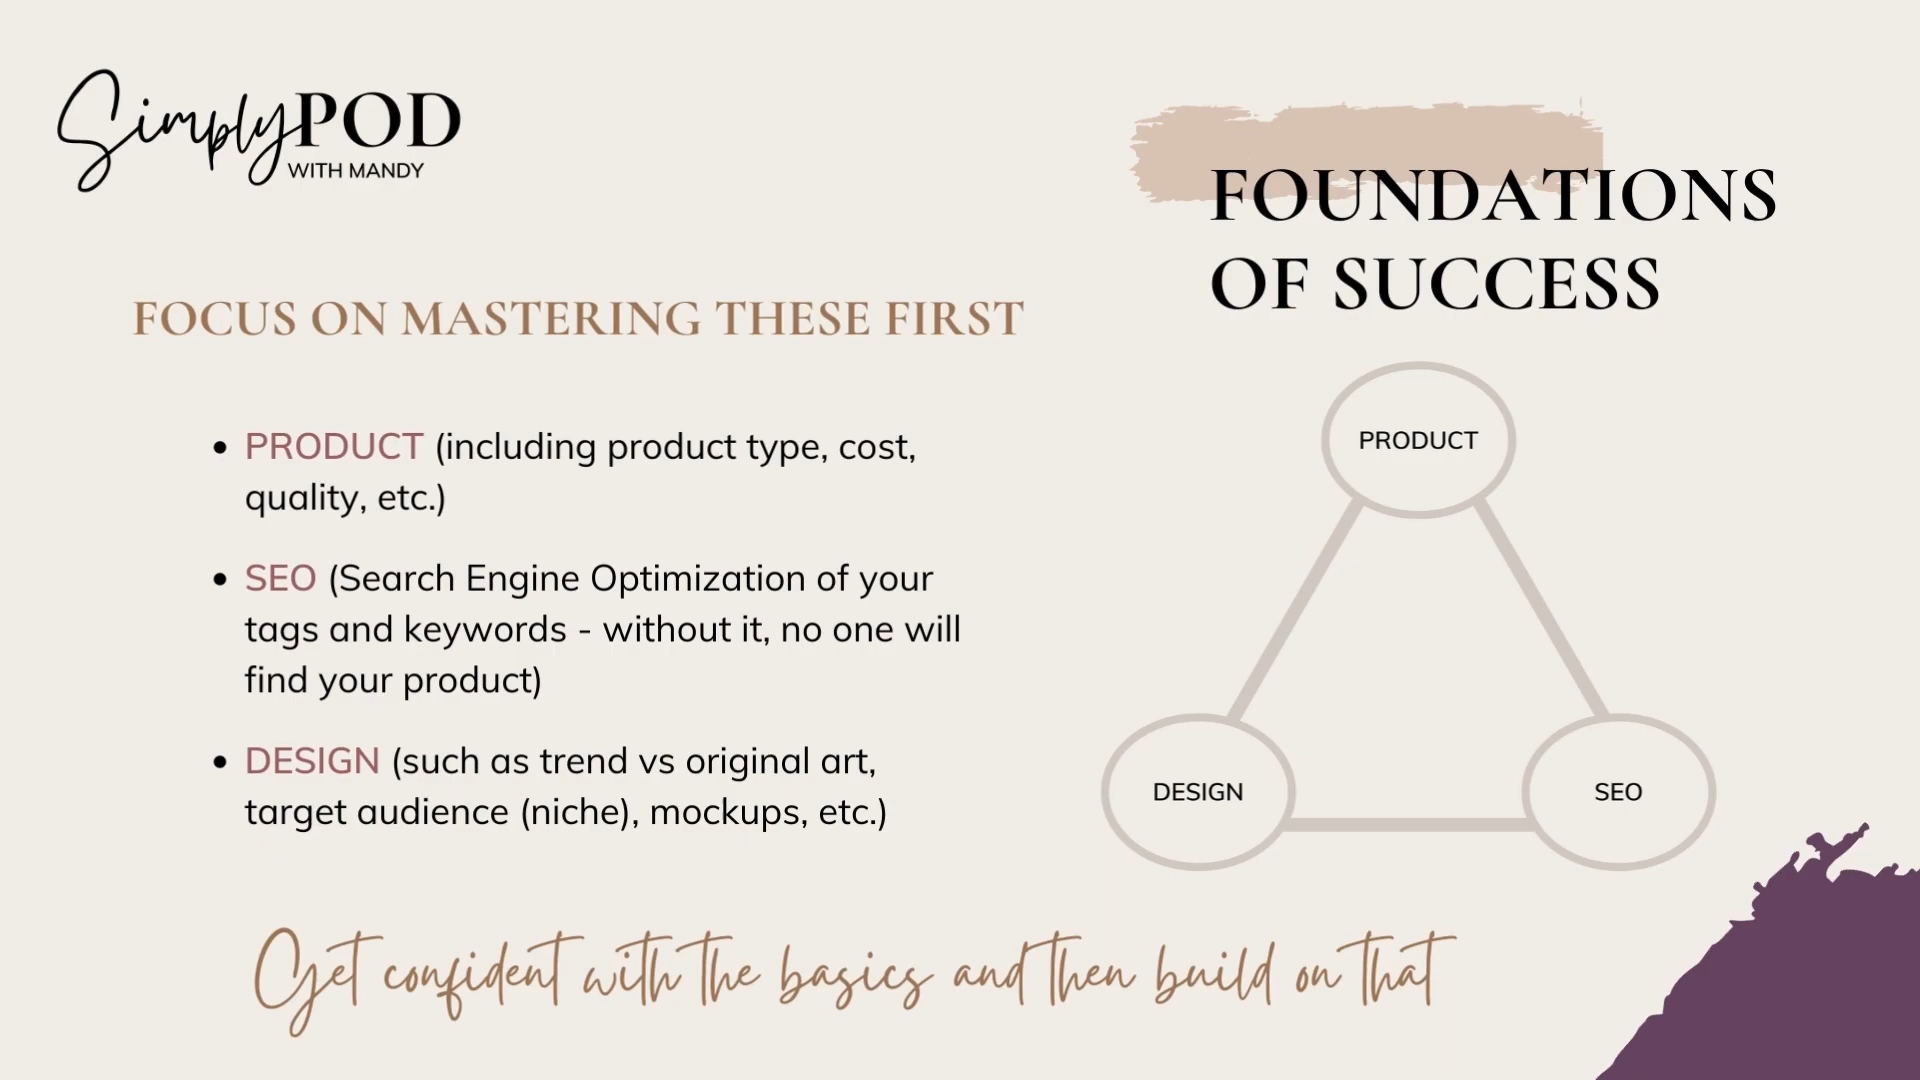 SimplyPOD
WITH MANDY
FOUNDATIONS
OF SUCCESS
FOCUS ON MASTERING THESE FIRST
• PRODUCT (including product type, cost,
quality, etc.)
• SEO (Search Engine Optimization of your
tags and keywords - without it, no one will
find your product)
• DESIGN (such as trend vs original art,
target audience (niche), mockups, etc.)
PRODUCT
DESIGN
SEO
Get confident with the basics and then build on that